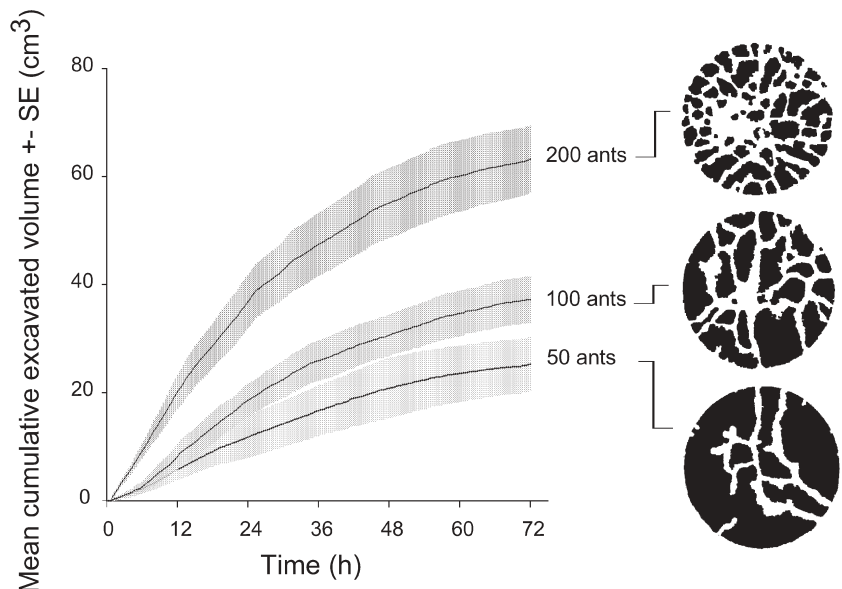 Mean cumulative excavated volume +- SE (cm3)
80
60
40
20
0
0 12 24 36 48 60 72
Time (h)
200 ants
100 ants
50 ants